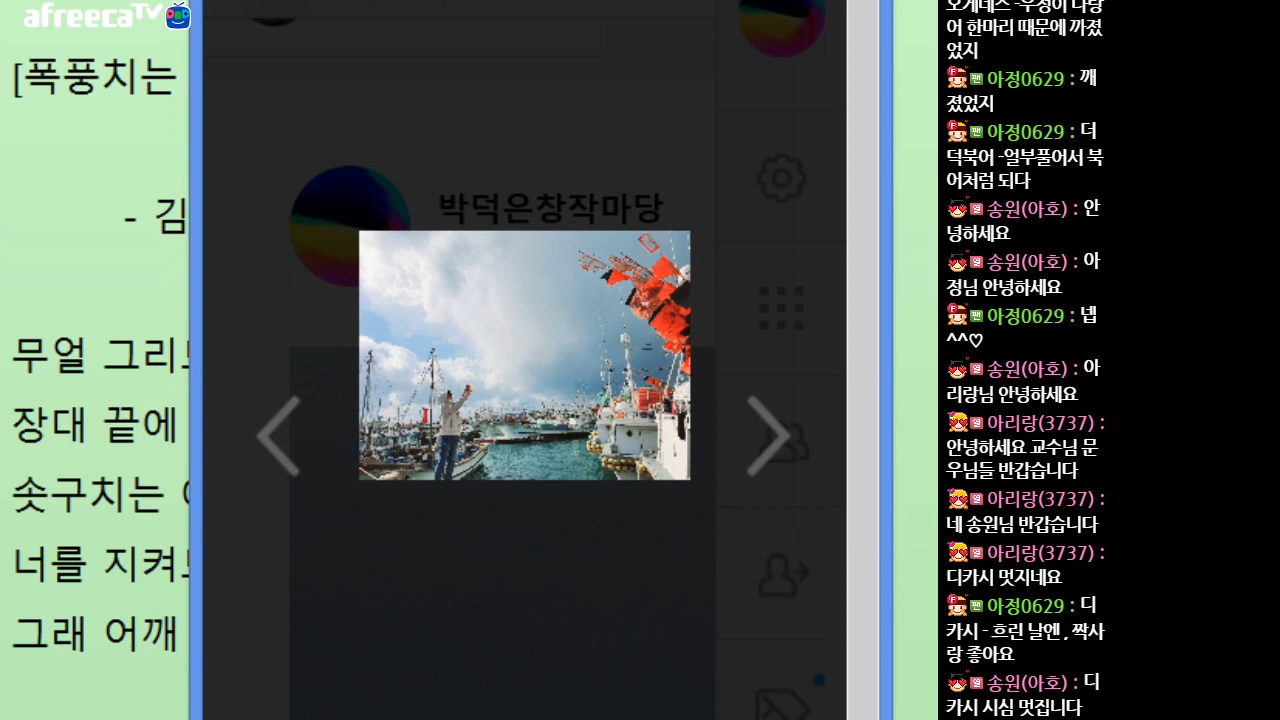 afreecaTV
[폭풍치는
- 김
무얼 그리
장대 끝에
솟구치는
너를 지켜
그래 어깨
박덕은창작마당
오게네스 -우정이 다랑
어 한마리 때문에 까졌
었지
아정0629 : 깨
졌었지
아정0629 : 더
덕북어 -얼부풀어서 북
어처럼 되다
송원(아호) : 안
녕하세요
송원(아호) : 아
정님 안녕하세요
아정0629 : 넵
^^♡
송원(아호) : 아
리랑님 안녕하세요
아리랑(3737) :
안녕하세요 교수님 문
우님들 반갑습니다
아리랑(3737) :
네 송원님 반갑습니다
아리랑(3737) :
디카시 멋지네요
아정0629 : 디
카시 - 흐린 날엔 , 짝사
랑 좋아요
송원(아호) : 디
카시 시심 멋집니다